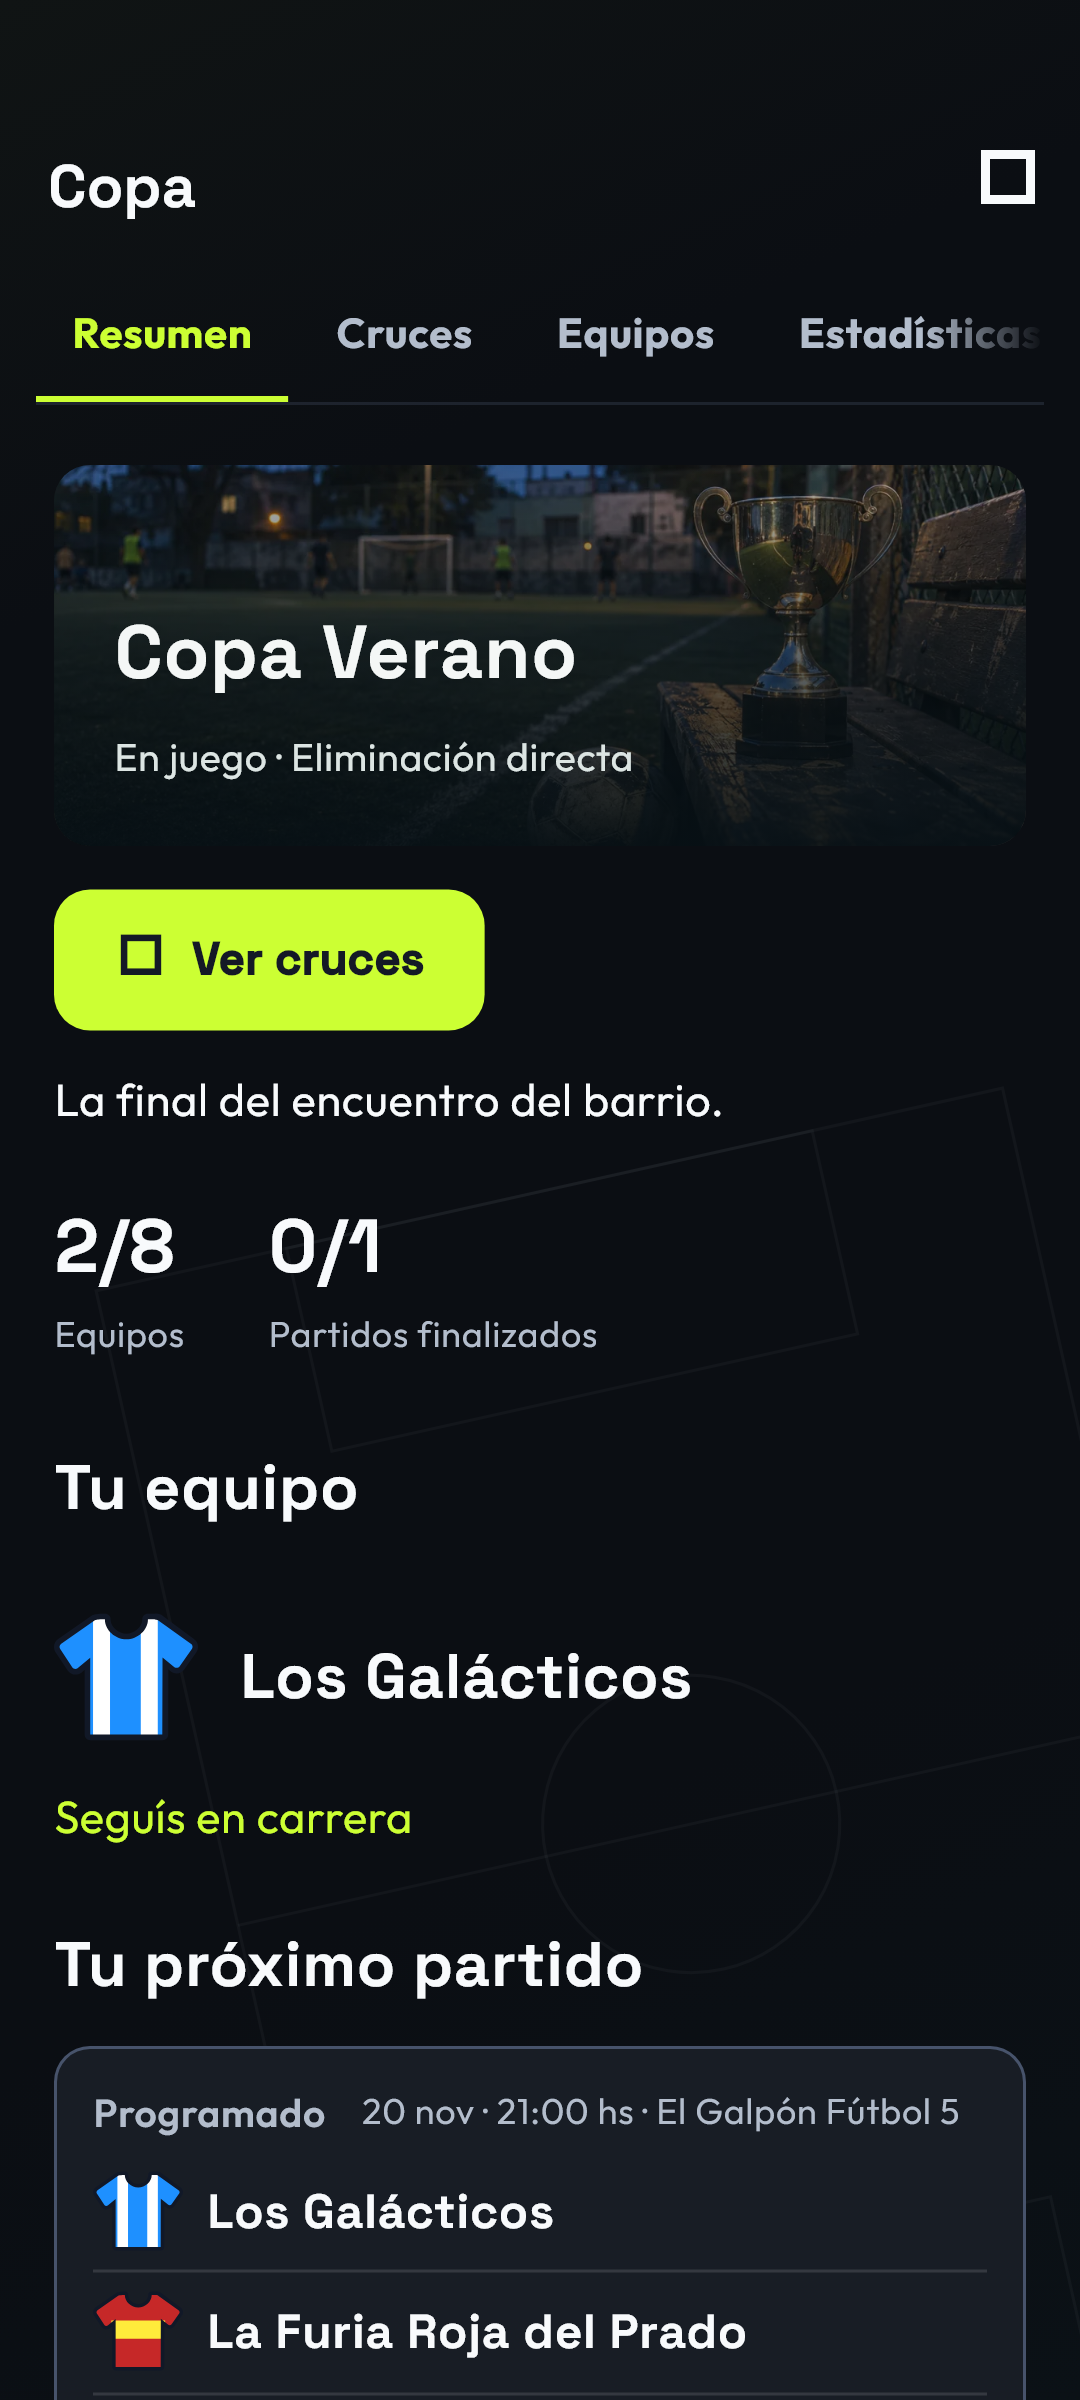 Copa
Resumen Cruces Equipos Estadísticas
Copa Verano
En juego · Eliminación directa
Ver cruces
La final del encuentro del barrio.
2/8 0/1
Equipos Partidos finalizados
Tu equipo
Los Galácticos
Seguís en carrera
Tu próximo partido
Programado 20 nov · 21:00 hs · El Galpón Fútbol 5
Los Galácticos
La Furia Roja del Prado